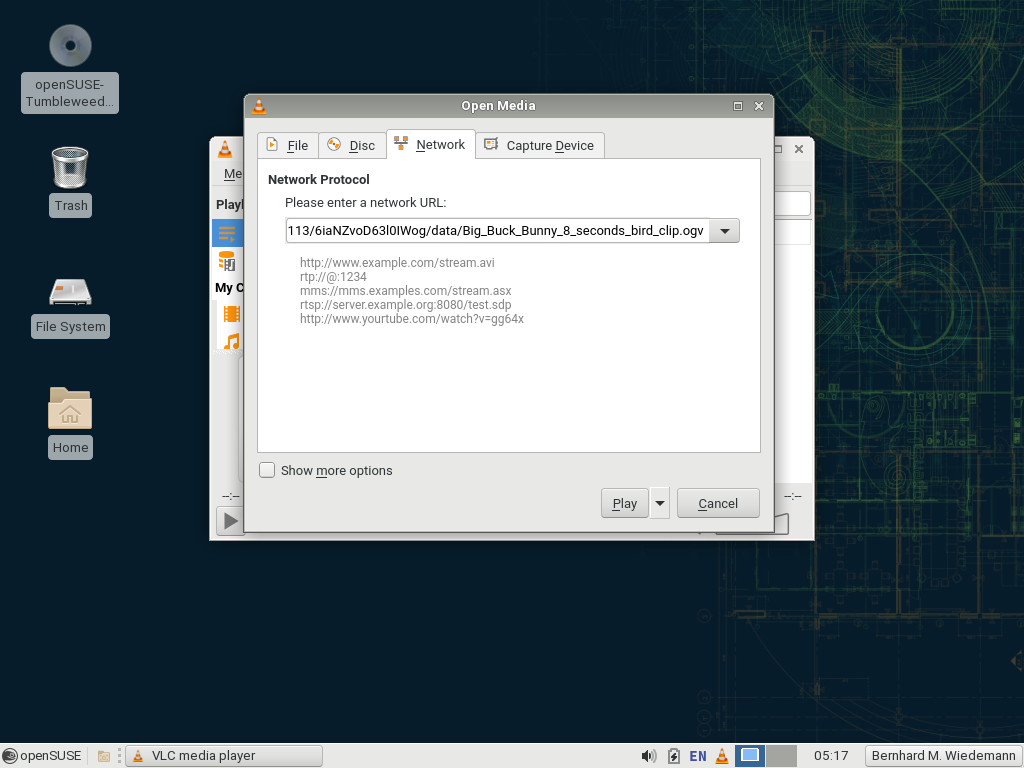 openSUSE-
Tumbleweed...
Trash
File System
Home
Open Media
File
Disc
Network
Capture Device
Network Protocol
Please enter a network URL:
113/6iaNZvoD63l0IWog/data/Big_Buck_Bunny_8_seconds_bird_clip.ogv
http://www.example.com/stream.avi
rtp://@:1234
mms://mms.examples.com/stream.asx
rtsp://server.example.org:8080/test.sdp
http://www.yourtube.com/watch?v=gg64x
Show more options
Play
Cancel
Me
Playl
My C
--:--
--:--
openSUSE
VLC media player
EN
05:17
Bernhard M. Wiedemann